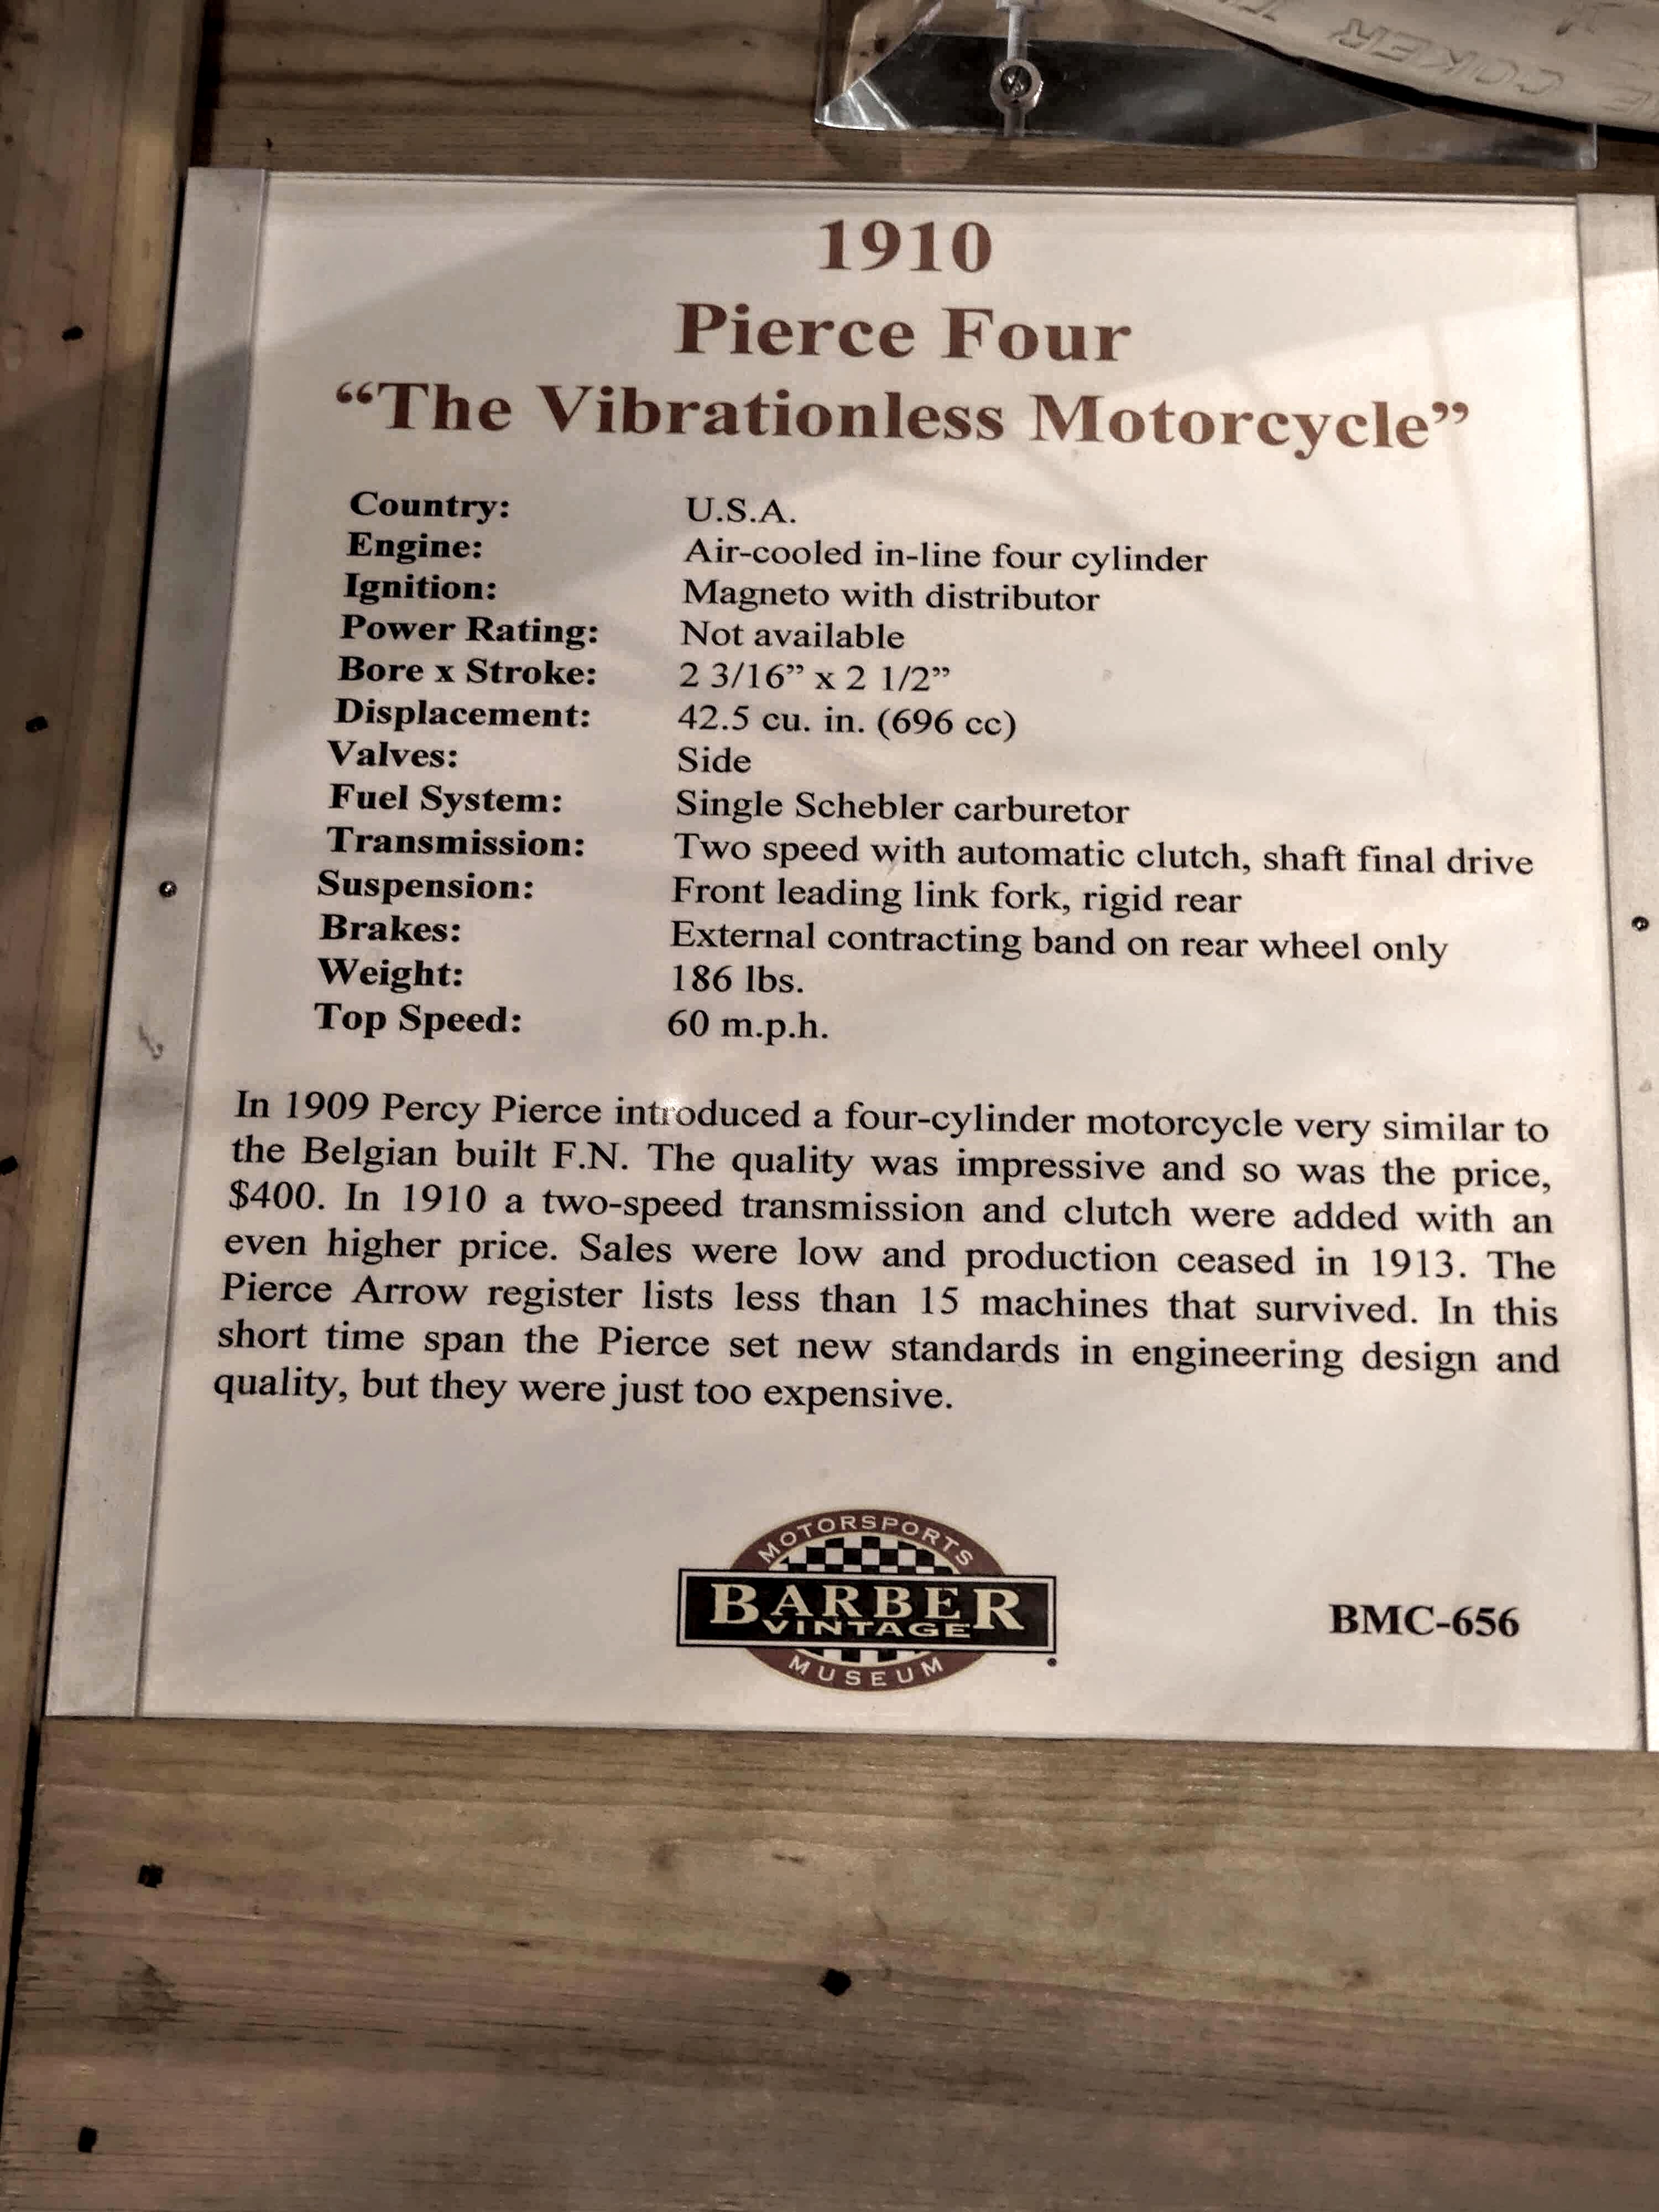 COKER
1910
Pierce Four
“The Vibrationless Motorcycle”
Country: U.S.A.
Engine: Air-cooled in-line four cylinder
Ignition: Magneto with distributor
Power Rating: Not available
Bore x Stroke: 2 3/16” x 2 1/2”
Displacement: 42.5 cu. in. (696 cc)
Valves: Side
Fuel System: Single Schebler carburetor
Transmission: Two speed with automatic clutch, shaft final drive
Suspension: Front leading link fork, rigid rear
Brakes: External contracting band on rear wheel only
Weight: 186 lbs.
Top Speed: 60 m.p.h.
In 1909 Percy Pierce introduced a four-cylinder motorcycle very similar to
the Belgian built F.N. The quality was impressive and so was the price,
$400. In 1910 a two-speed transmission and clutch were added with an
even higher price. Sales were low and production ceased in 1913. The
Pierce Arrow register lists less than 15 machines that survived. In this
short time span the Pierce set new standards in engineering design and
quality, but they were just too expensive.
MOTORSPORTS
BARBER
VINTAGE
MUSEUM
BMC-656